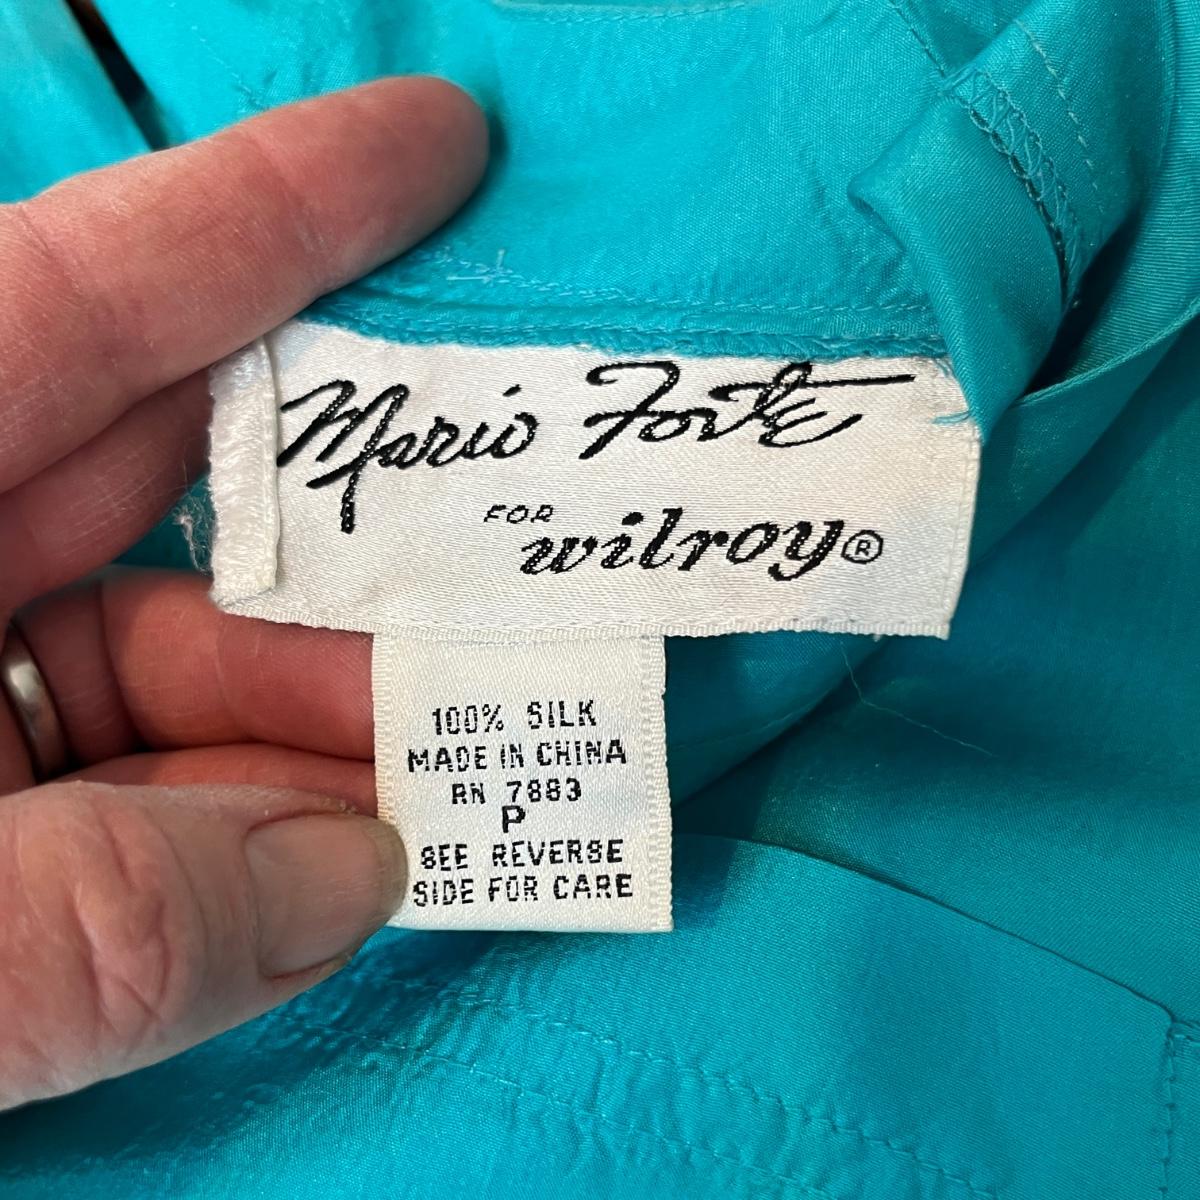 Mario Forte
FOR
wilroy®
100% SILK
MADE IN CHINA
RN 7883
P
SEE REVERSE
SIDE FOR CARE